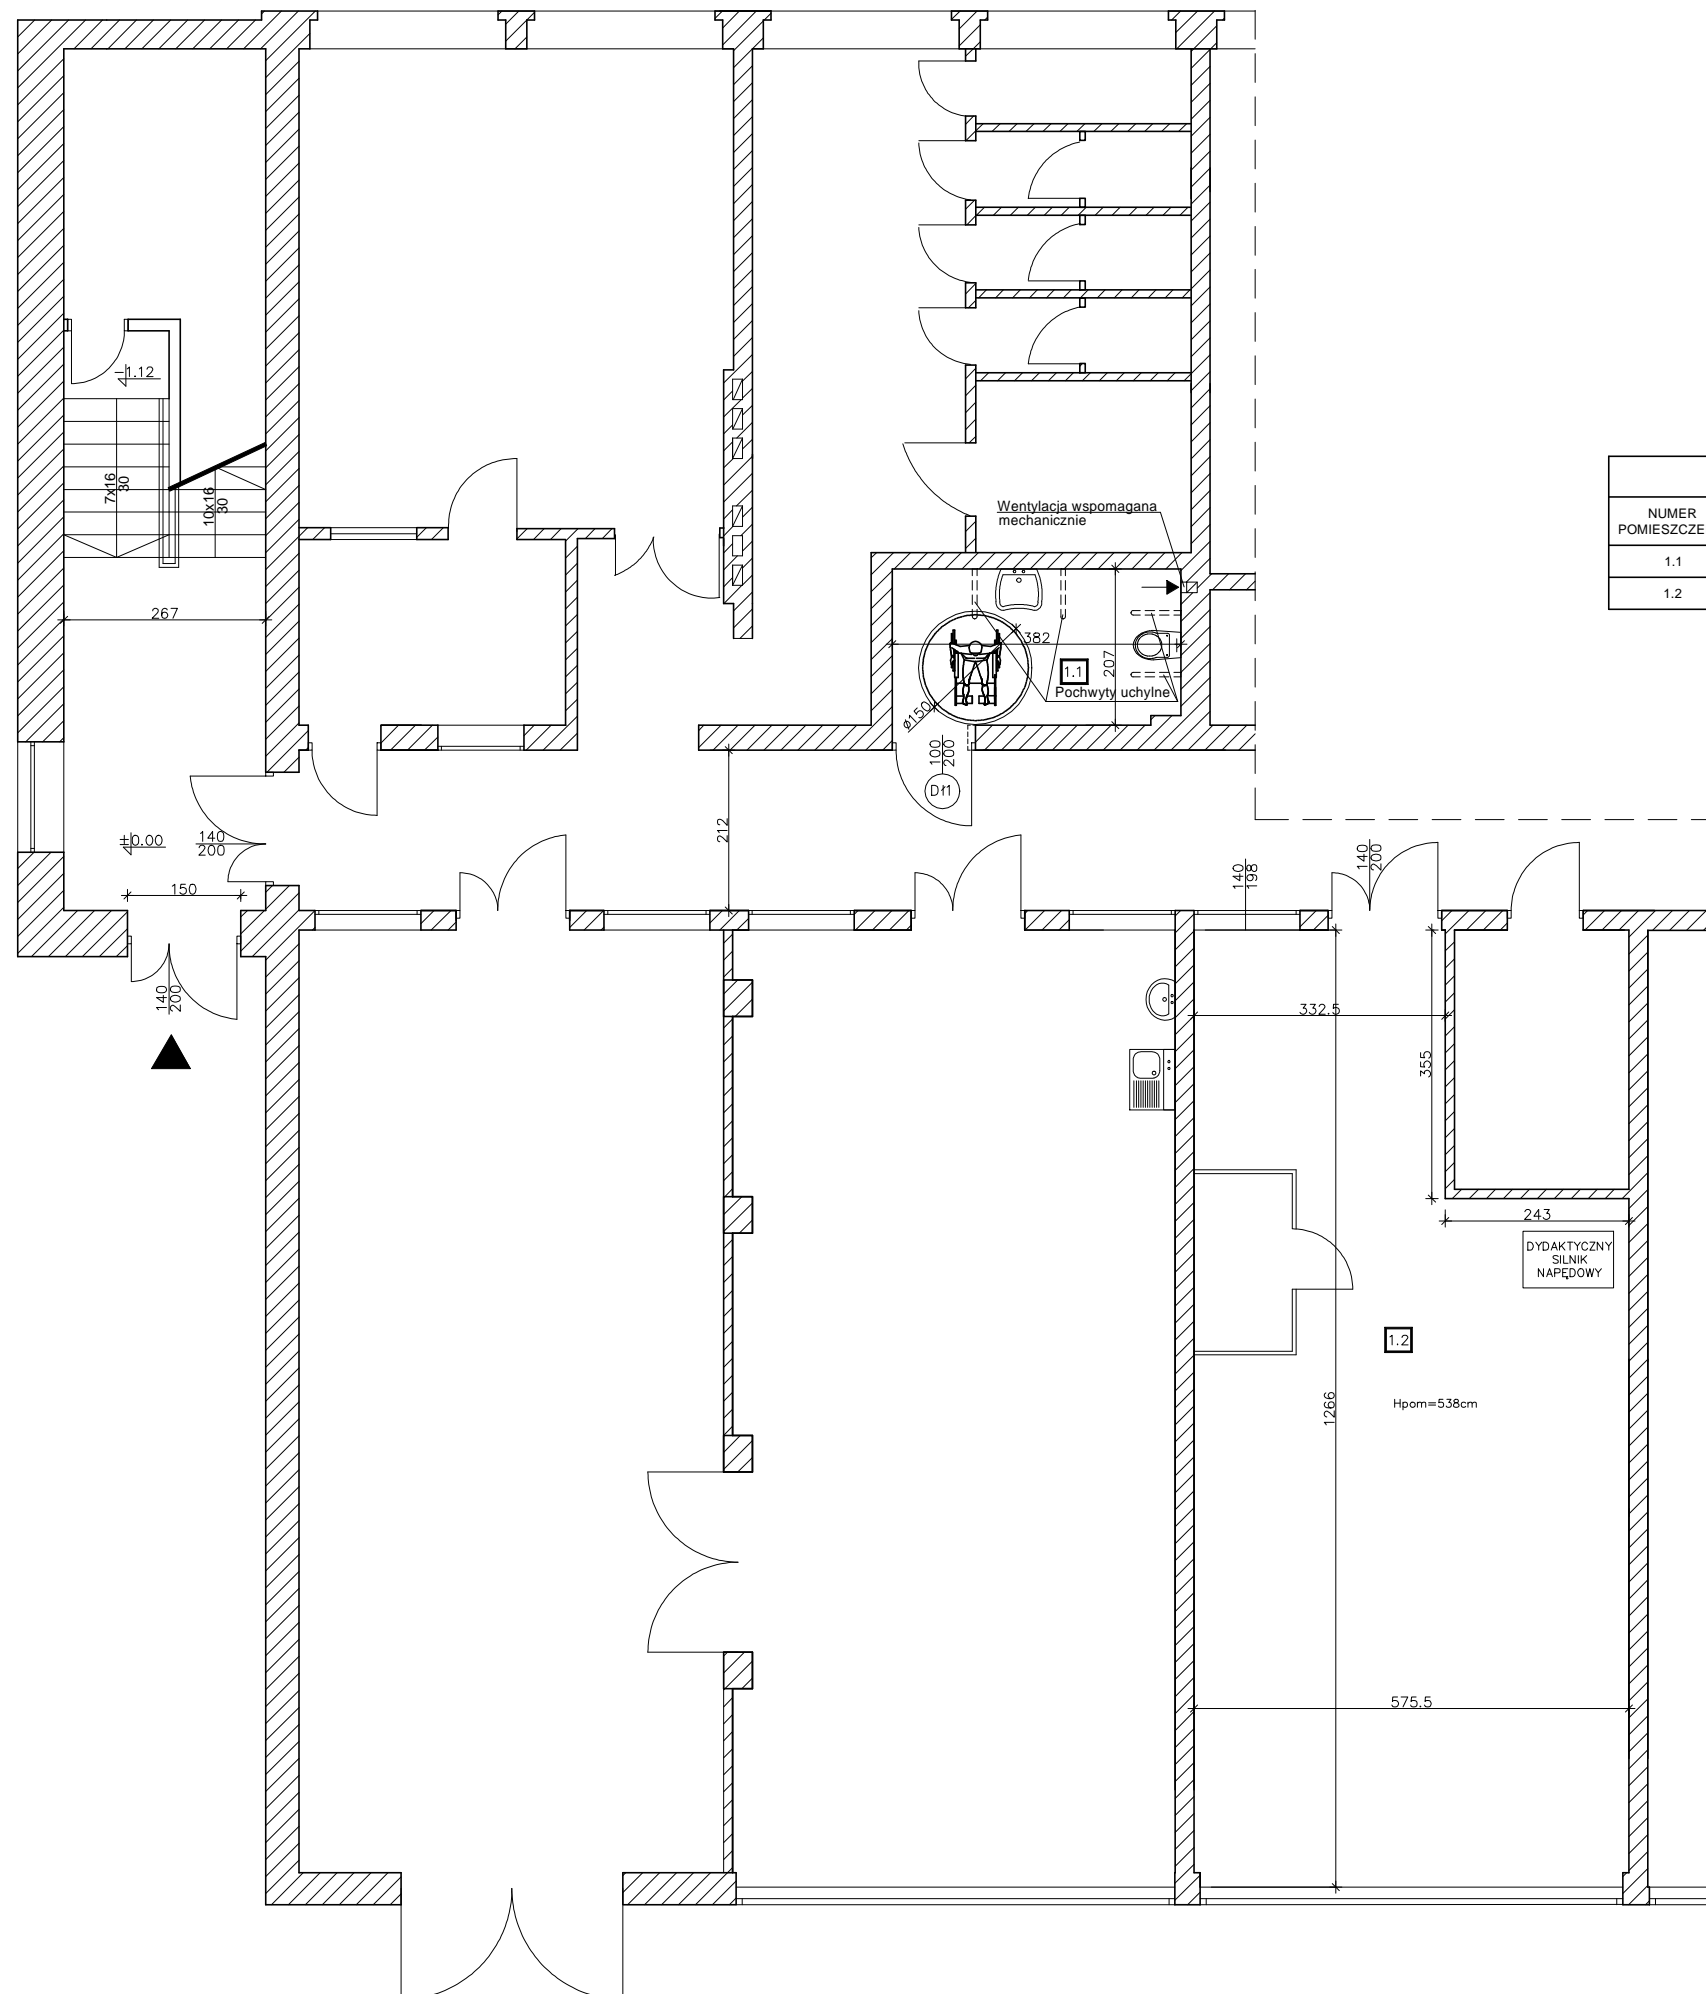 -1.12
7x16
30
10x16
30
Wentylacja wspomagana
mechanicznie
NUMER
POMIESZCZE
1.1
1.2
267
382
207
1.1
Pochwyty uchylne
ø150
100
200
Dł1
212
±0.00
140
200
150
140
200
140
198
140
200
332.5
355
243
DYDAKTYCZNY
SILNIK
NAPĘDOWY
1.2
Hpom=538cm
1266
575.5